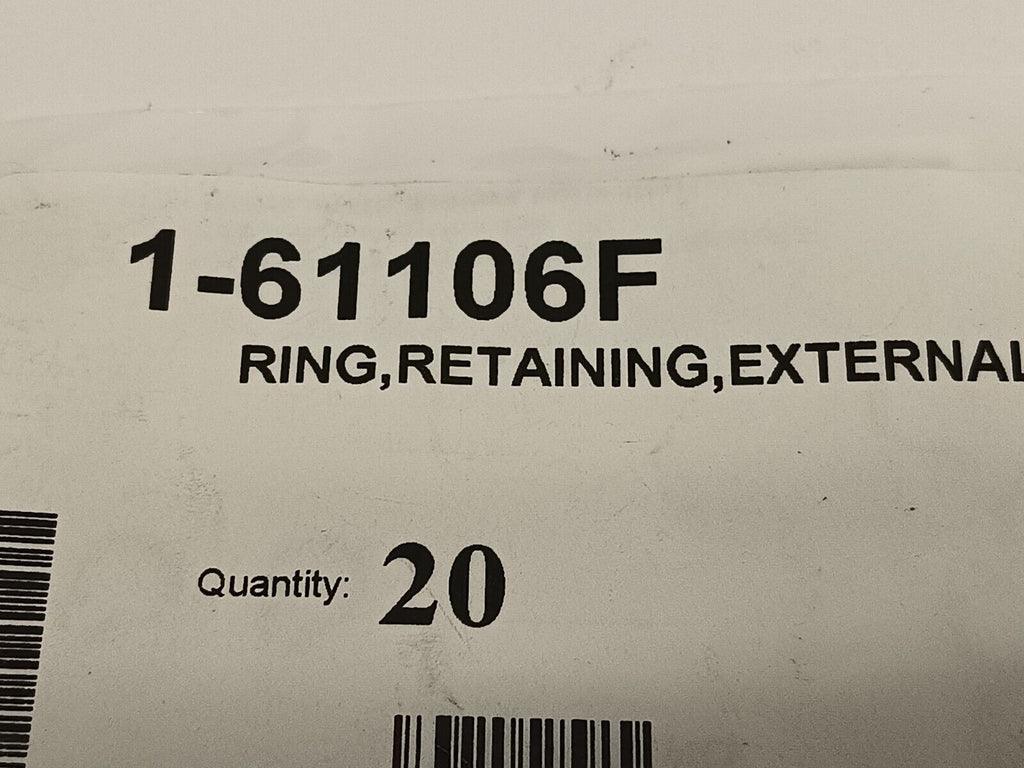 1-61106F
RING,RETAINING,EXTERNAL
Quantity: 20